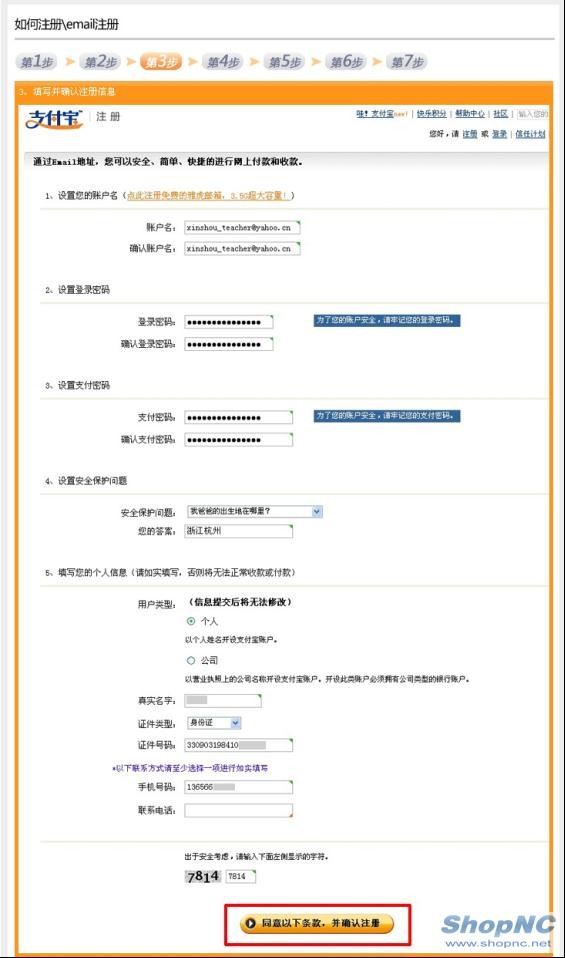 如何注册\email注册
第1步 第2步 第3步 第4步 第5步 第6步 第7步
3、填写并确认注册信息
支付宝 | 注 册
哇！支付宝new! | 快乐积分 | 帮助中心 | 社区 | 输入您的
您好，请 注册 或 登录 | 信任计划
通过Email地址，您可以安全、简单、快捷的进行网上付款和收款。
1、设置您的账户名（点此注册免费的雅虎邮箱，3.5G超大容量！）
账户名： xinshou_teacher@yahoo.cn
确认账户名： xinshou_teacher@yahoo.cn
2、设置登录密码
登录密码： 为了您的账户安全，请牢记您的登录密码。
确认登录密码：
3、设置支付密码
支付密码： 为了您的账户安全，请牢记您的支付密码。
确认支付密码：
4、设置安全保护问题
安全保护问题： 我爸爸的出生地在哪里？
您的答案： 浙江杭州
5、填写您的个人信息（请如实填写，否则将无法正常收款或付款）
用户类型： （信息提交后将无法修改）
个人
以个人姓名开设支付宝账户。
公司
以营业执照上的公司名称开设支付宝账户。开设此类账户必须拥有公司类型的银行账户。
真实名字：
证件类型： 身份证
证件号码： 330903198410
*以下联系方式请至少选择一项进行如实填写
手机号码： 136566
联系电话：
出于安全考虑，请输入下面左侧显示的字符。
7814 7814
同意以下条款，并确认注册
ShopNC
www.shopnc.net